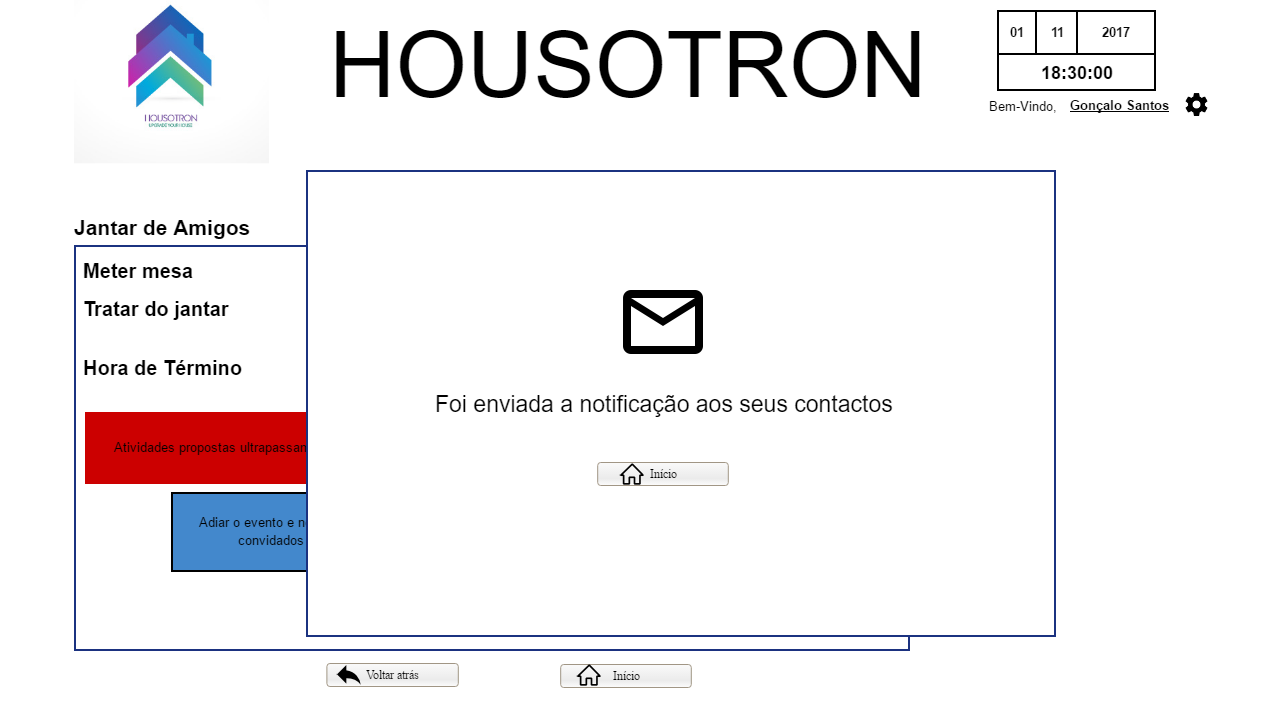 HOUSOTRON
UPGRADE YOUR HOUSE
HOUSOTRON
01 11 2017
18:30:00
Bem-Vindo, Gonçalo Santos
Jantar de Amigos
Meter mesa
Tratar do jantar
Hora de Término
Atividades propostas ultrapassan
Adiar o evento e n
convidados
Foi enviada a notificação aos seus contactos
Início
Voltar atrás
Início